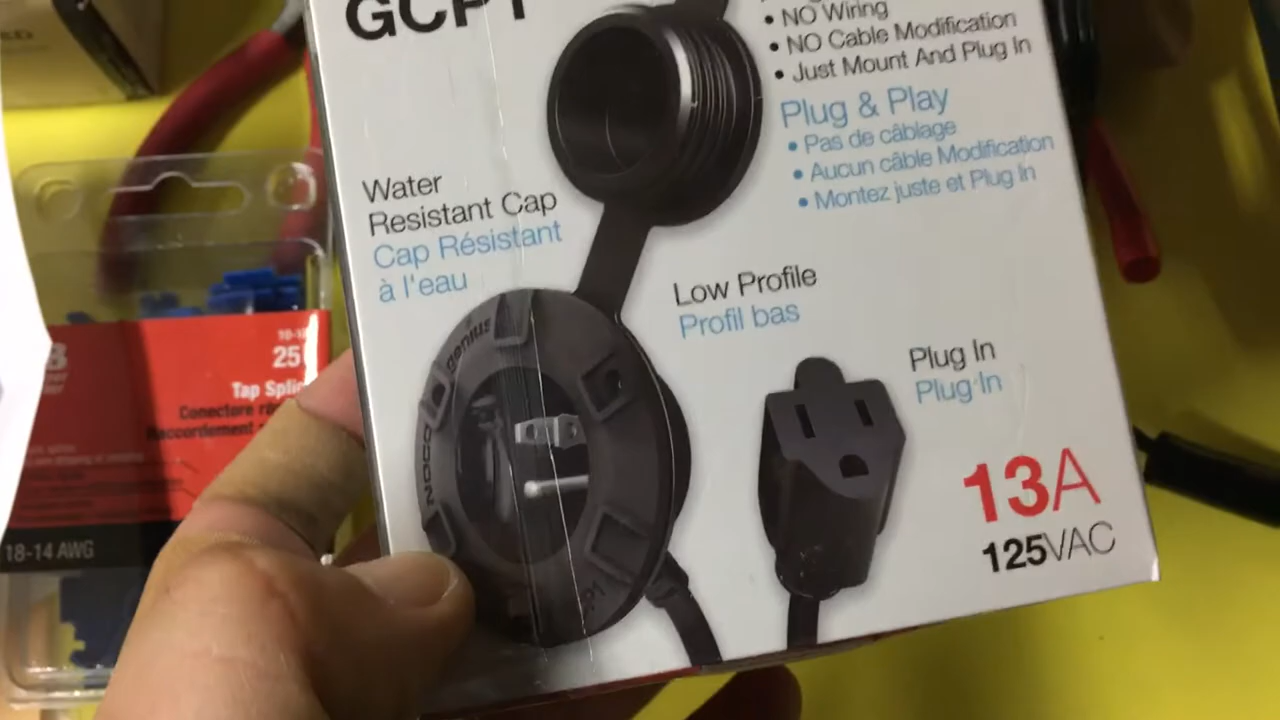 GCP1
• NO Wiring
• NO Cable Modification
• Just Mount And Plug In
Plug & Play
• Pas de câblage
• Aucun câble Modification
• Montez juste et Plug In
Water
Resistant Cap
Cap Résistant
à l'eau
Low Profile
Profil bas
Plug In
Plug In
13A
125VAC
genius
NOCO
25
Tap Splic
18-14 AWG